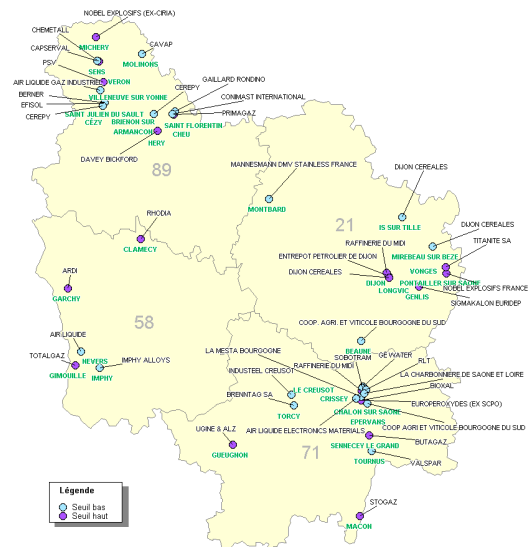 NOBEL EXPLOSIFS (EX-CIRIA)
CHEMETALL
MICHERY
CAPSERVAL
CAVAP
MOLINONS
PSV
SENS
AIR LIQUIDE GAZ INDUSTRIEL
VERON
GAILLARD RONDINO
BERNER
VILLENEUVE SUR YONNE
CEREPY
CONIMAST INTERNATIONAL
EFISOL
SAINT JULIEN DU SAULT
PRIMAGAZ
CEREPY
CÉZY
BRIENON SUR ARMANCON
SAINT FLORENTIN
CHEU
HERY
DAVEY BICKFORD
89
MANNESMANN DMV STAINLESS FRANCE
DIJON CEREALES
MONTBARD
RHODIA
21
IS SUR TILLE
DIJON CEREALES
CLAMECY
RAFFINERIE DU MIDI
TITANITE SA
ENTREPOT PETROLIER DE DIJON
MIREBEAU SUR BEZE
ARDI
DIJON CEREALES
VONGES
DIJON
PONTAILLER SUR SAONE
LONGVIC
NOBEL EXPLOSIFS FRANCE
GARCHY
GENLIS
SIGMAKALON EURIDEP
58
COOP. AGRI. ET VITICOLE BOURGOGNE DU SUD
AIR LIQUIDE
BEAUNE
TOTALGAZ
NEVERS
IMPHY ALLOYS
LA MESTA BOURGOGNE
SOBOTRAM
GE WATER
RAFFINERIE DU MIDI
RLT
GIMOUILLE
IMPHY
INDUSTEEL CREUSOT
LA CHARBONNIERE DE SAONE ET LOIRE
BRENNTAG SA
LE CREUSOT
BIOXAL
CRISSEY
TORCY
EUROPEROXYDES (EX SCPO)
CHALON SUR SAONE
EPERVANS
UGINE & ALZ
AIR LIQUIDE ELECTRONICS MATERIALS
COOP AGRI ET VITICOLE BOURGOGNE DU SUD
71
BUTAGAZ
GUEUGNON
SENNECEY LE GRAND
TOURNUS
VALSPAR
STOGAZ
MACON
Légende
Seuil bas
Seuil haut